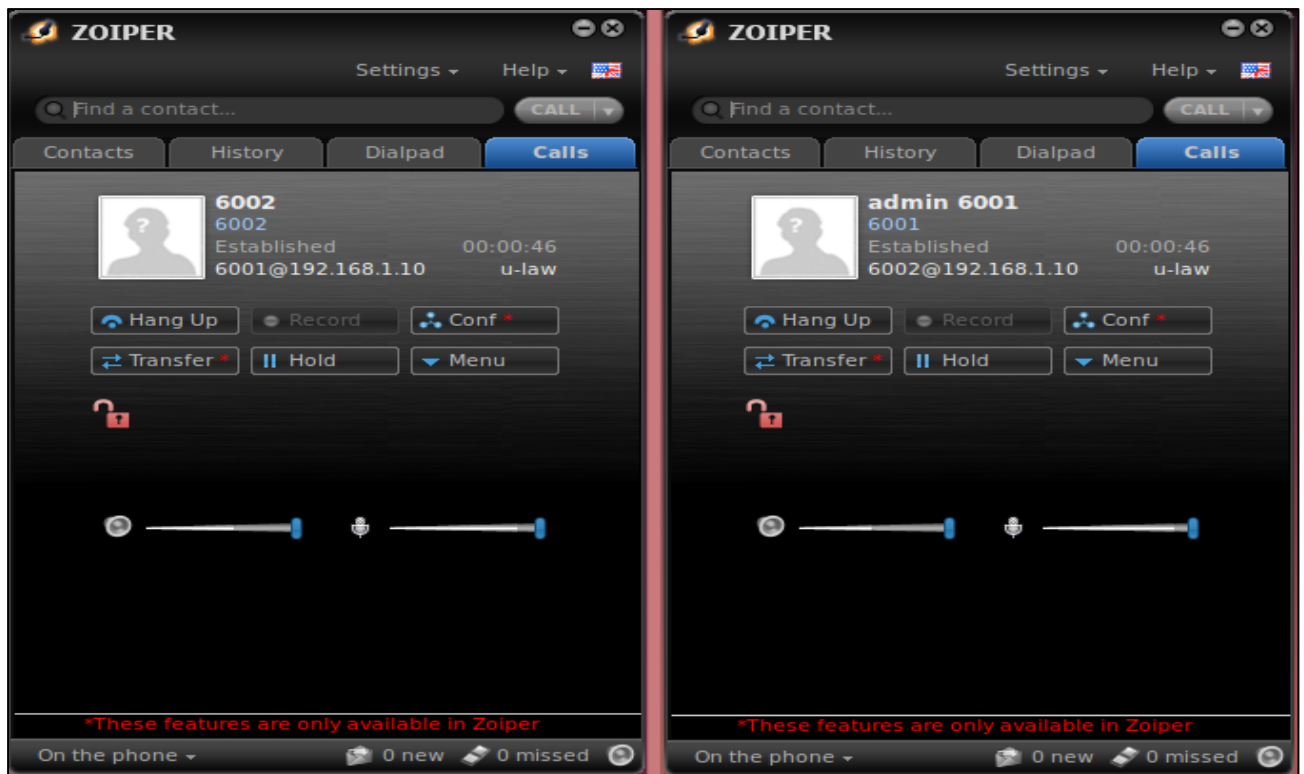 ZOIPER
Settings Help
Find a contact...
CALL
Contacts History Dialpad Calls
6002
6002
Established 00:00:46
6001@192.168.1.10 u-law
Hang Up Record Conf *
Transfer * Hold Menu
*These features are only available in Zoiper
On the phone 0 new 0 missed
ZOIPER
Settings Help
Find a contact...
CALL
Contacts History Dialpad Calls
admin 6001
6001
Established 00:00:46
6002@192.168.1.10 u-law
Hang Up Record Conf *
Transfer * Hold Menu
*These features are only available in Zoiper
On the phone 0 new 0 missed